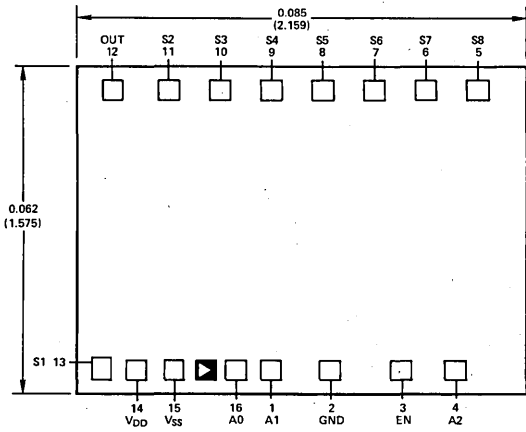 0.085
(2.159)
OUT S2 S3 S4 S5 S6 S7 S8
12 11 10 9 8 7 6 5
0.062
(1.575)
S1 13
14 15 16 1 2 3 4
VDD VSS A0 A1 GND EN A2